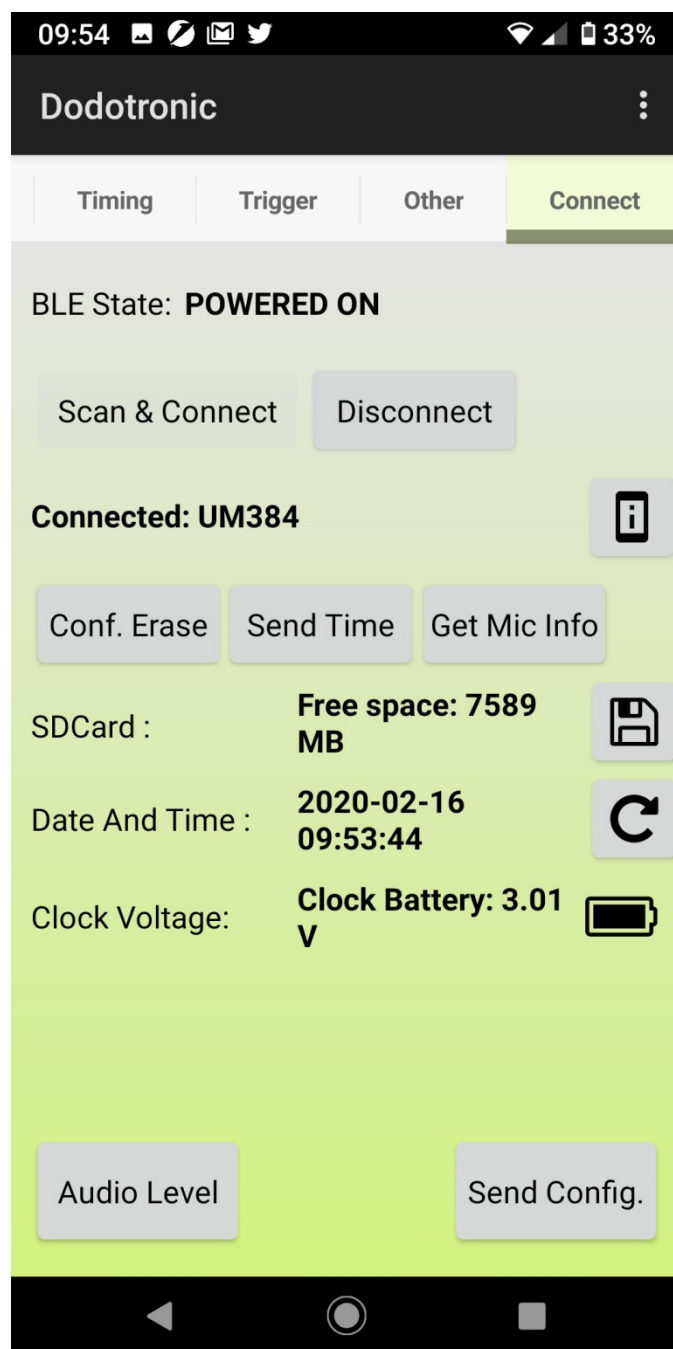 09:54 33%
Dodotronic
Timing Trigger Other Connect
BLE State: POWERED ON
Scan & Connect Disconnect
Connected: UM384
Conf. Erase Send Time Get Mic Info
SDCard : Free space: 7589
MB
Date And Time : 2020-02-16
09:53:44
Clock Voltage: Clock Battery: 3.01
V
Audio Level Send Config.